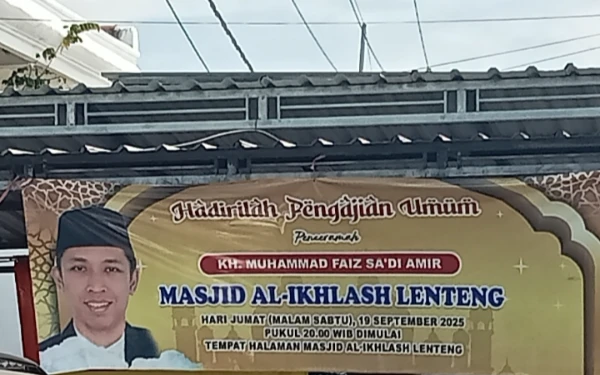 Hadirilah Pengajian Umum
Penceramah
KH. MUHAMMAD FAIZ SA'DI AMIR
MASJID AL-IKHLASH LENTENG
HARI JUMAT (MALAM SABTU), 19 SEPTEMBER 2025
PUKUL 20.00 WIB DIMULAI
TEMPAT HALAMAN MASJID AL-IKHLASH LENTENG